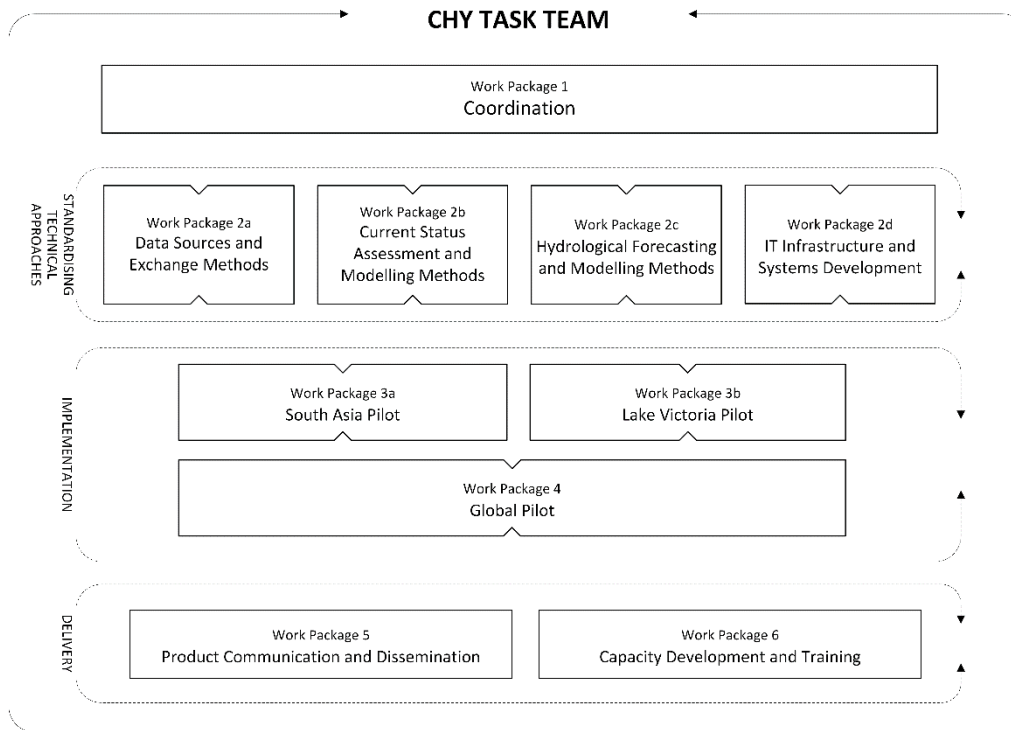 CHY TASK TEAM
Work Package 1
Coordination
STANDARDISING
TECHNICAL
APPROACHES
Work Package 2a
Data Sources and
Exchange Methods
Work Package 2b
Current Status
Assessment and
Modelling Methods
Work Package 2c
Hydrological Forecasting
and Modelling Methods
Work Package 2d
IT Infrastructure and
Systems Development
IMPLEMENTATION
Work Package 3a
South Asia Pilot
Work Package 3b
Lake Victoria Pilot
Work Package 4
Global Pilot
DELIVERY
Work Package 5
Product Communication and Dissemination
Work Package 6
Capacity Development and Training